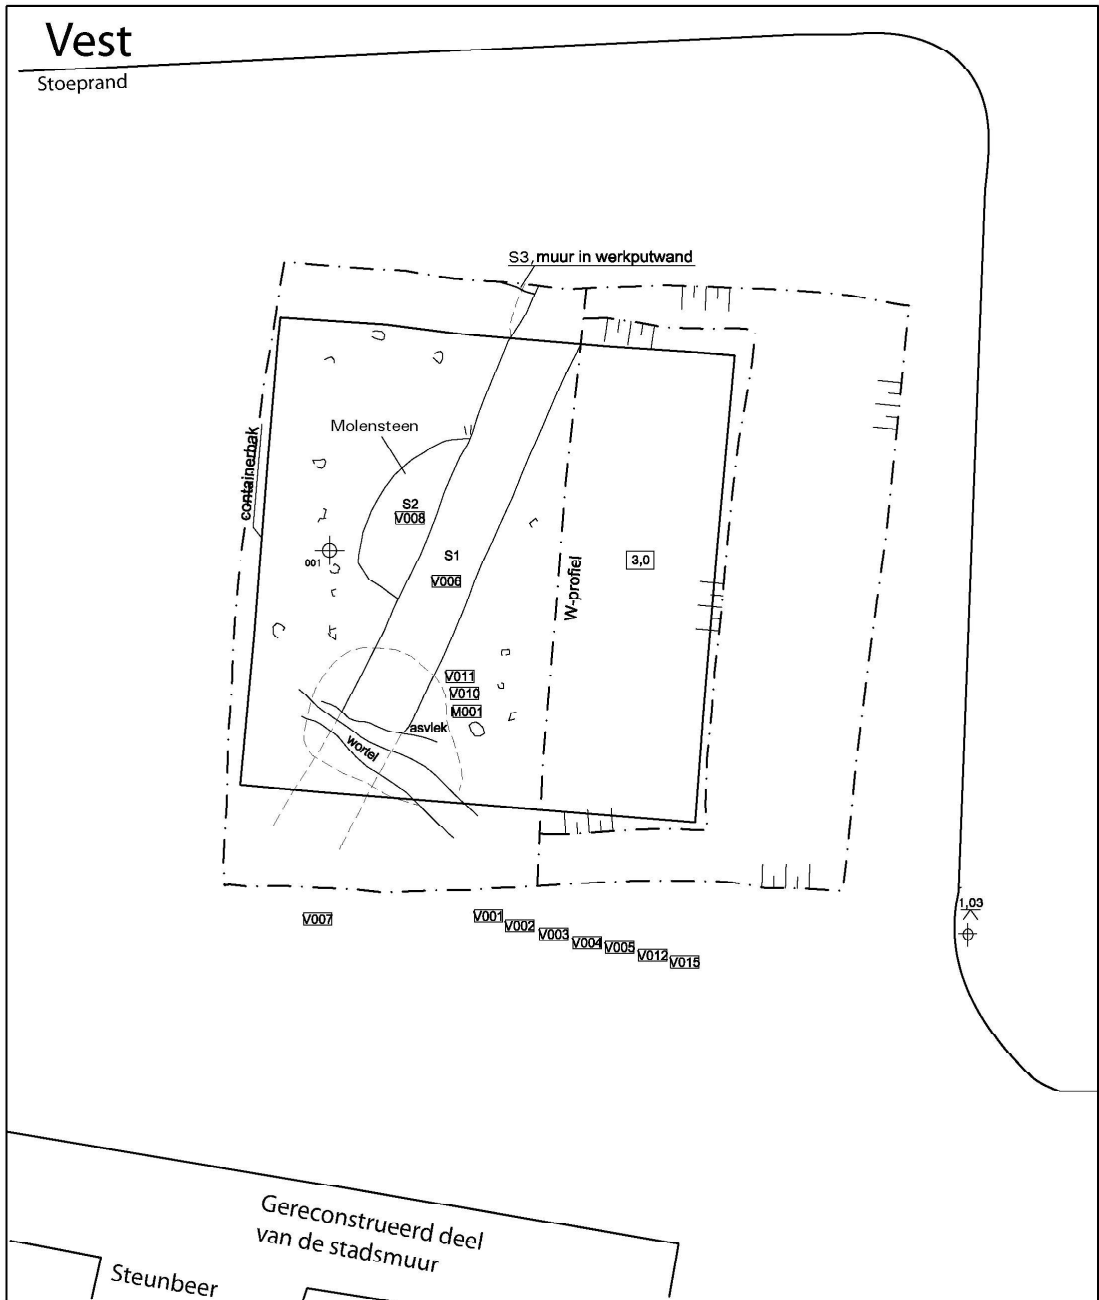 Vest
Stoeprand
S3, muur in werkputwand
Molensteen
containerbak
S2
V008
001
S1
V006
W-profiel
3,0
V011
V010
M001
asvlek
wortel
V007
V001
V002
V003
V004
V005
V012
V015
1,03
Gereconstrueerd deel
van de stadsmuur
Steunbeer